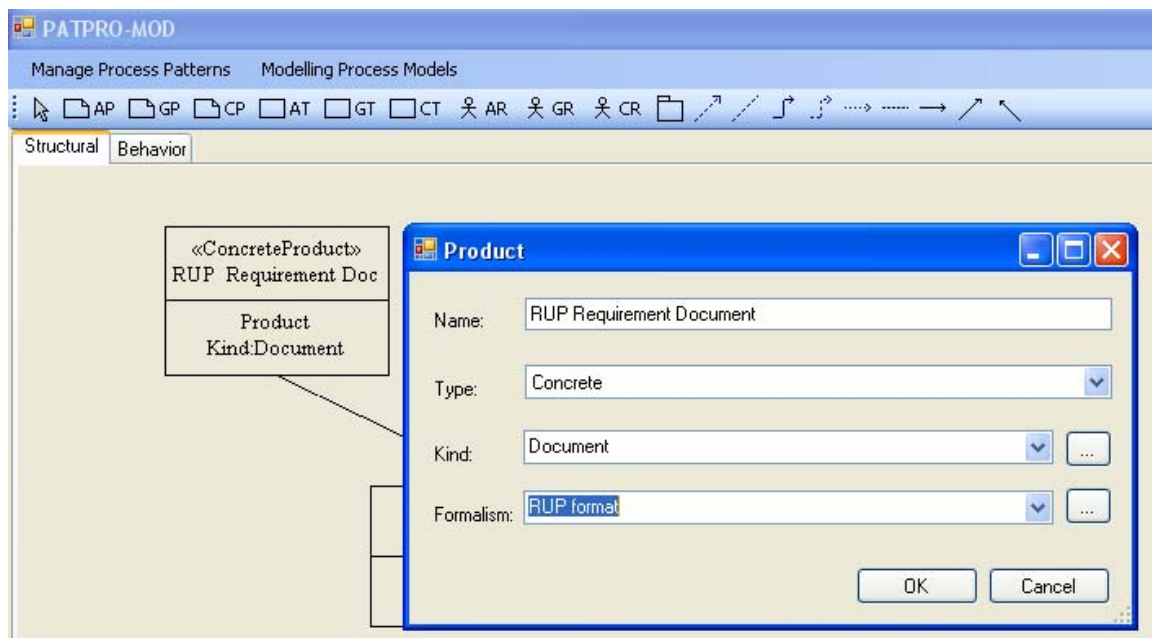 PATPRO-MOD
Manage Process Patterns Modelling Process Models
AP GP CP AT GT CT AR GR CR
Structural Behavior
«ConcreteProduct»
RUP Requirement Doc
Product
Kind:Document
Product
Name: RUP Requirement Document
Type: Concrete
Kind: Document ...
Formalism: RUP format ...
OK Cancel